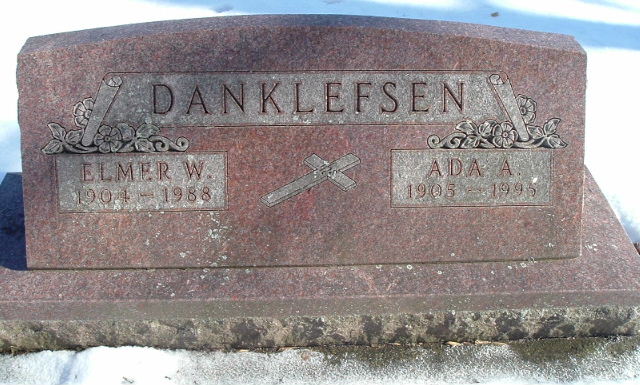 DANKLEFSEN
ELMER W. ADA A.
1904 – 1988 1905 – 1995